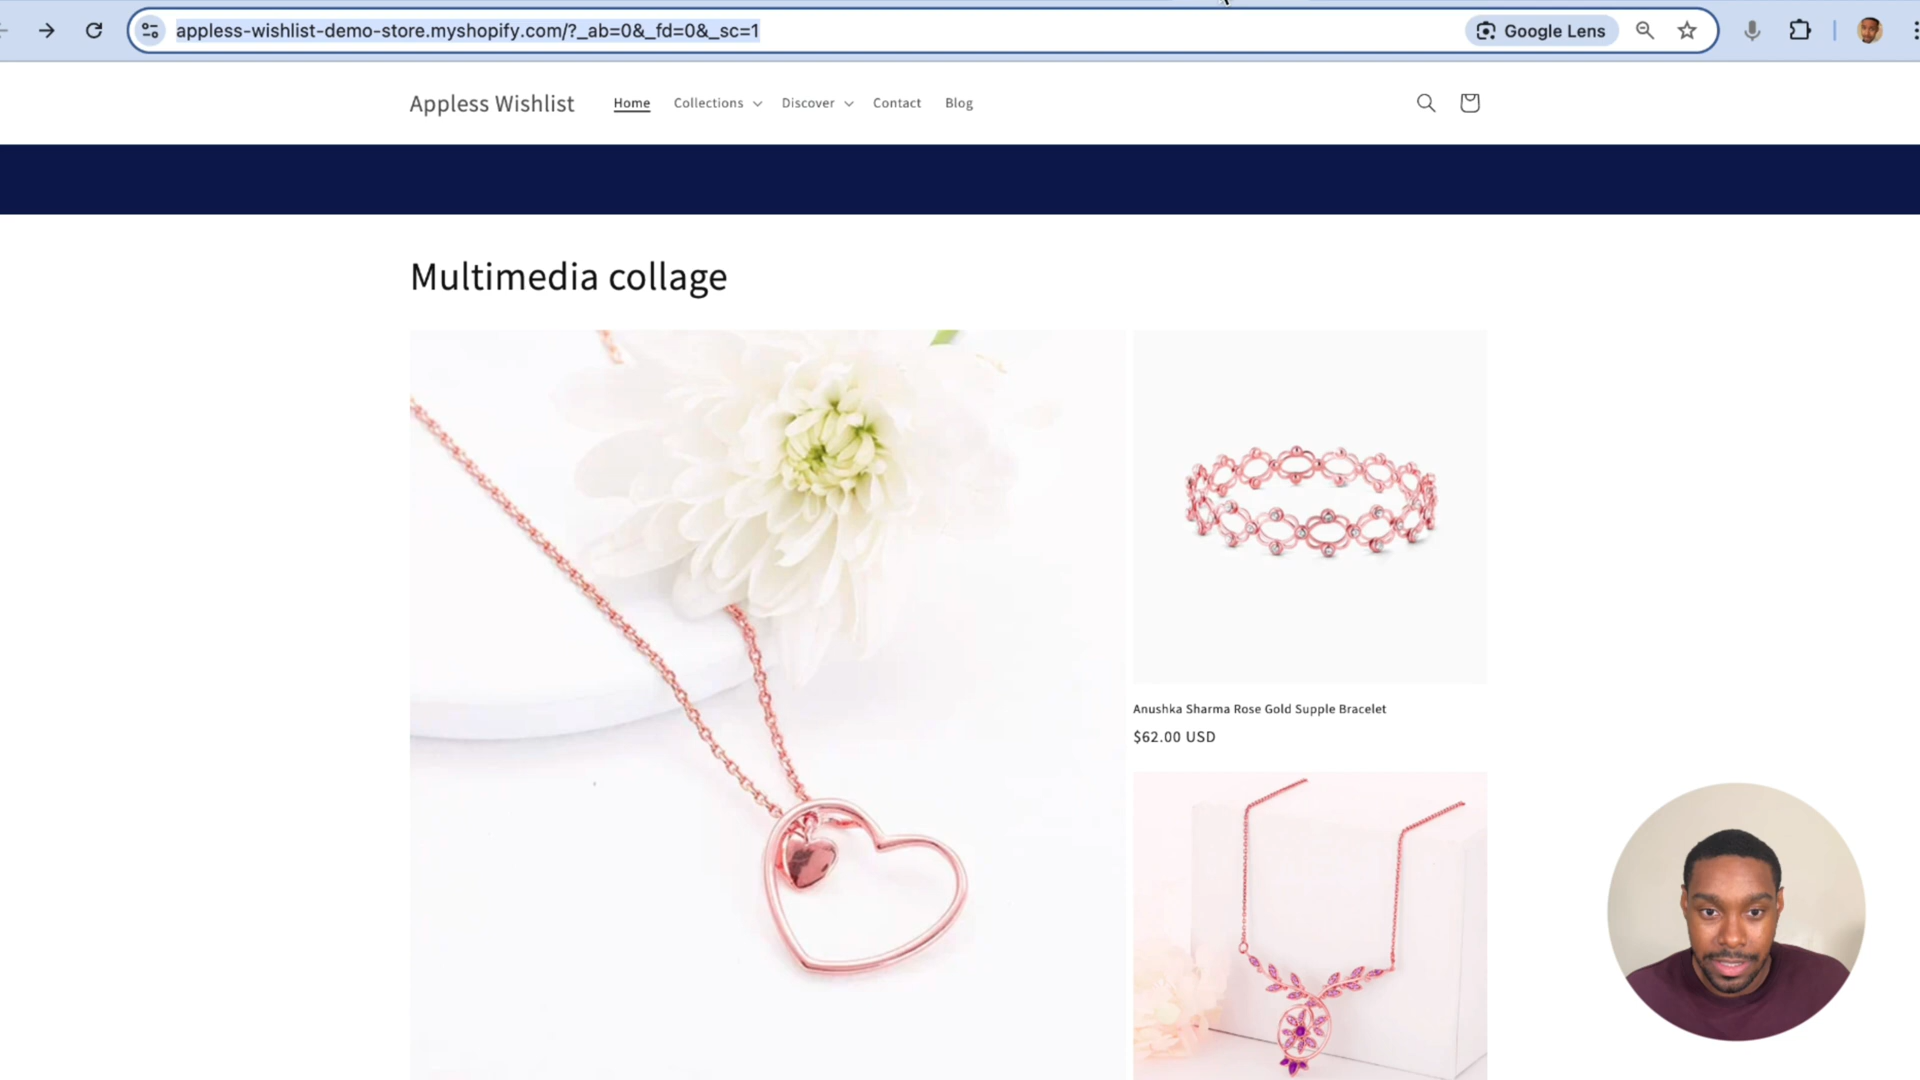 appless-wishlist-demo-store.myshopify.com/?_ab=0&_fd=0&_sc=1
Google Lens
Appless Wishlist
Home
Collections
Discover
Contact
Blog
Multimedia collage
Anushka Sharma Rose Gold Supple Bracelet
$62.00 USD